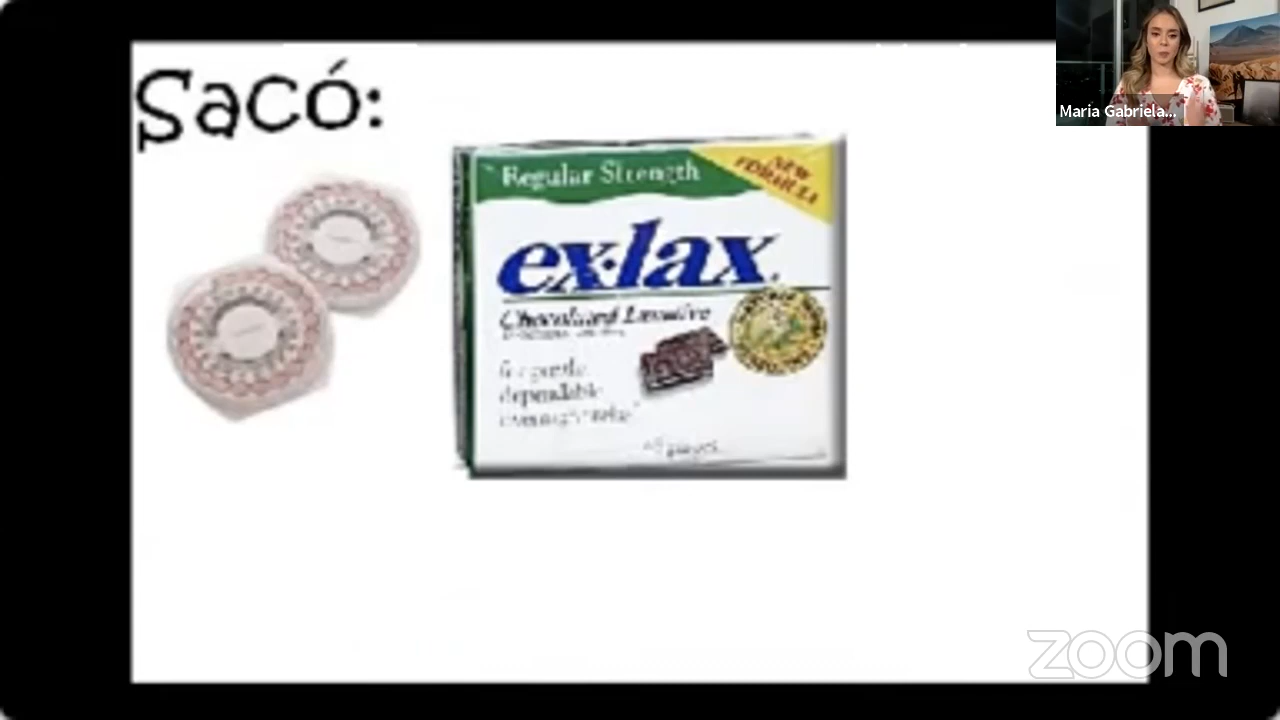 Sacó:
Maria Gabriela...
Regular Strength
NEW
FORMULA
ex·lax
Chocolated Laxative
dependable
zoom